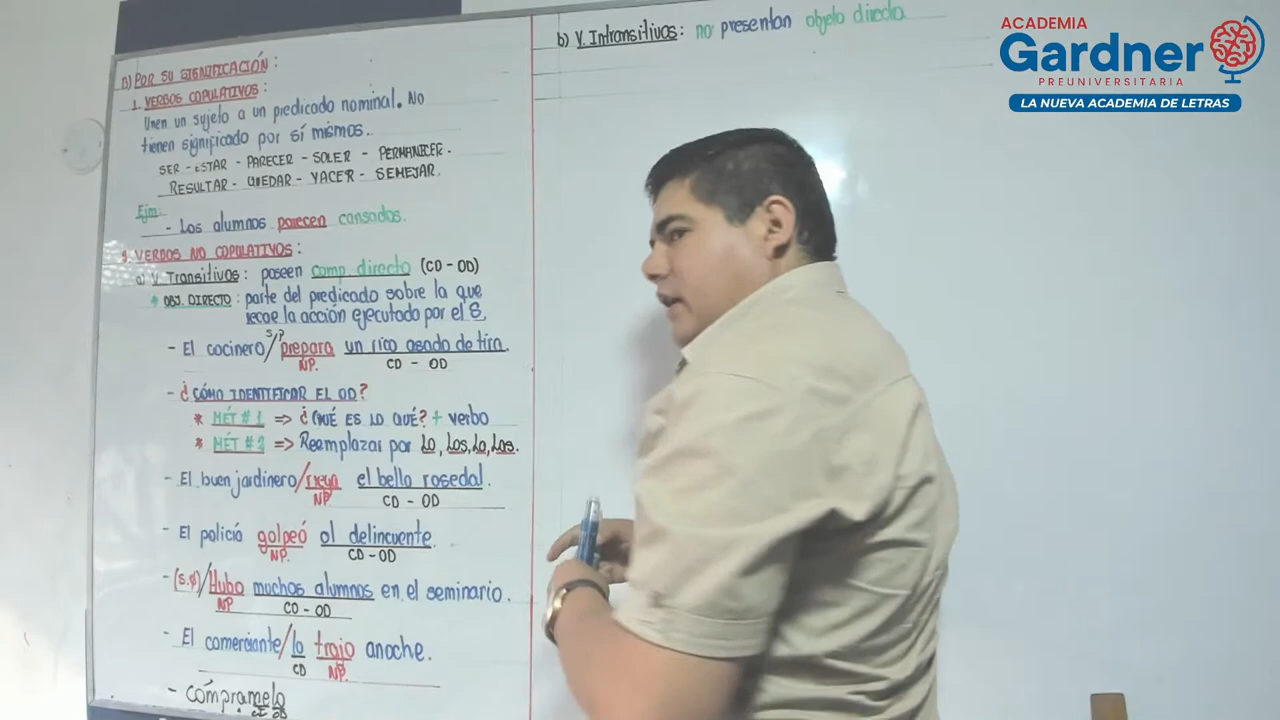 A) POR SU SIGNIFICACIÓN:
1. VERBOS COPULATIVOS:
Unen un sujeto a un predicado nominal. No
tienen significado por sí mismos.
SER - ESTAR - PARECER - SOLER - PERMANECER.
RESULTAR - QUEDAR - YACER - SEMEJAR.
Ejm:
- Los alumnos parecen cansados.
2. VERBOS NO COPULATIVOS:
a) V. Transitivos: poseen comp. directo (CD - OD)
* OBJ. DIRECTO: parte del predicado sobre la que
recae la acción ejecutada por el S.
S P
- El cocinero/prepara un rico asado de tira.
NP. CD - OD
- ¿CÓMO IDENTIFICAR EL OD?
* MÉT # 1 => ¿QUÉ ES LO QUÉ? + verbo
* MÉT # 2 => Reemplazar por Lo, Los, La, Las.
- El buen jardinero/riega el bello rosedal.
NP. CD - OD
- El policía golpeó al delincuente.
NP. CD - OD
- (S.Ø)/Hubo muchos alumnos en el seminario.
NP CD - OD
- El comerciante/lo trajo anoche.
CD NP.
- cómpramelo
OI OD
b) V. Intransitivos: no presentan objeto directo.
ACADEMIA
Gardner
PREUNIVERSITARIA
LA NUEVA ACADEMIA DE LETRAS